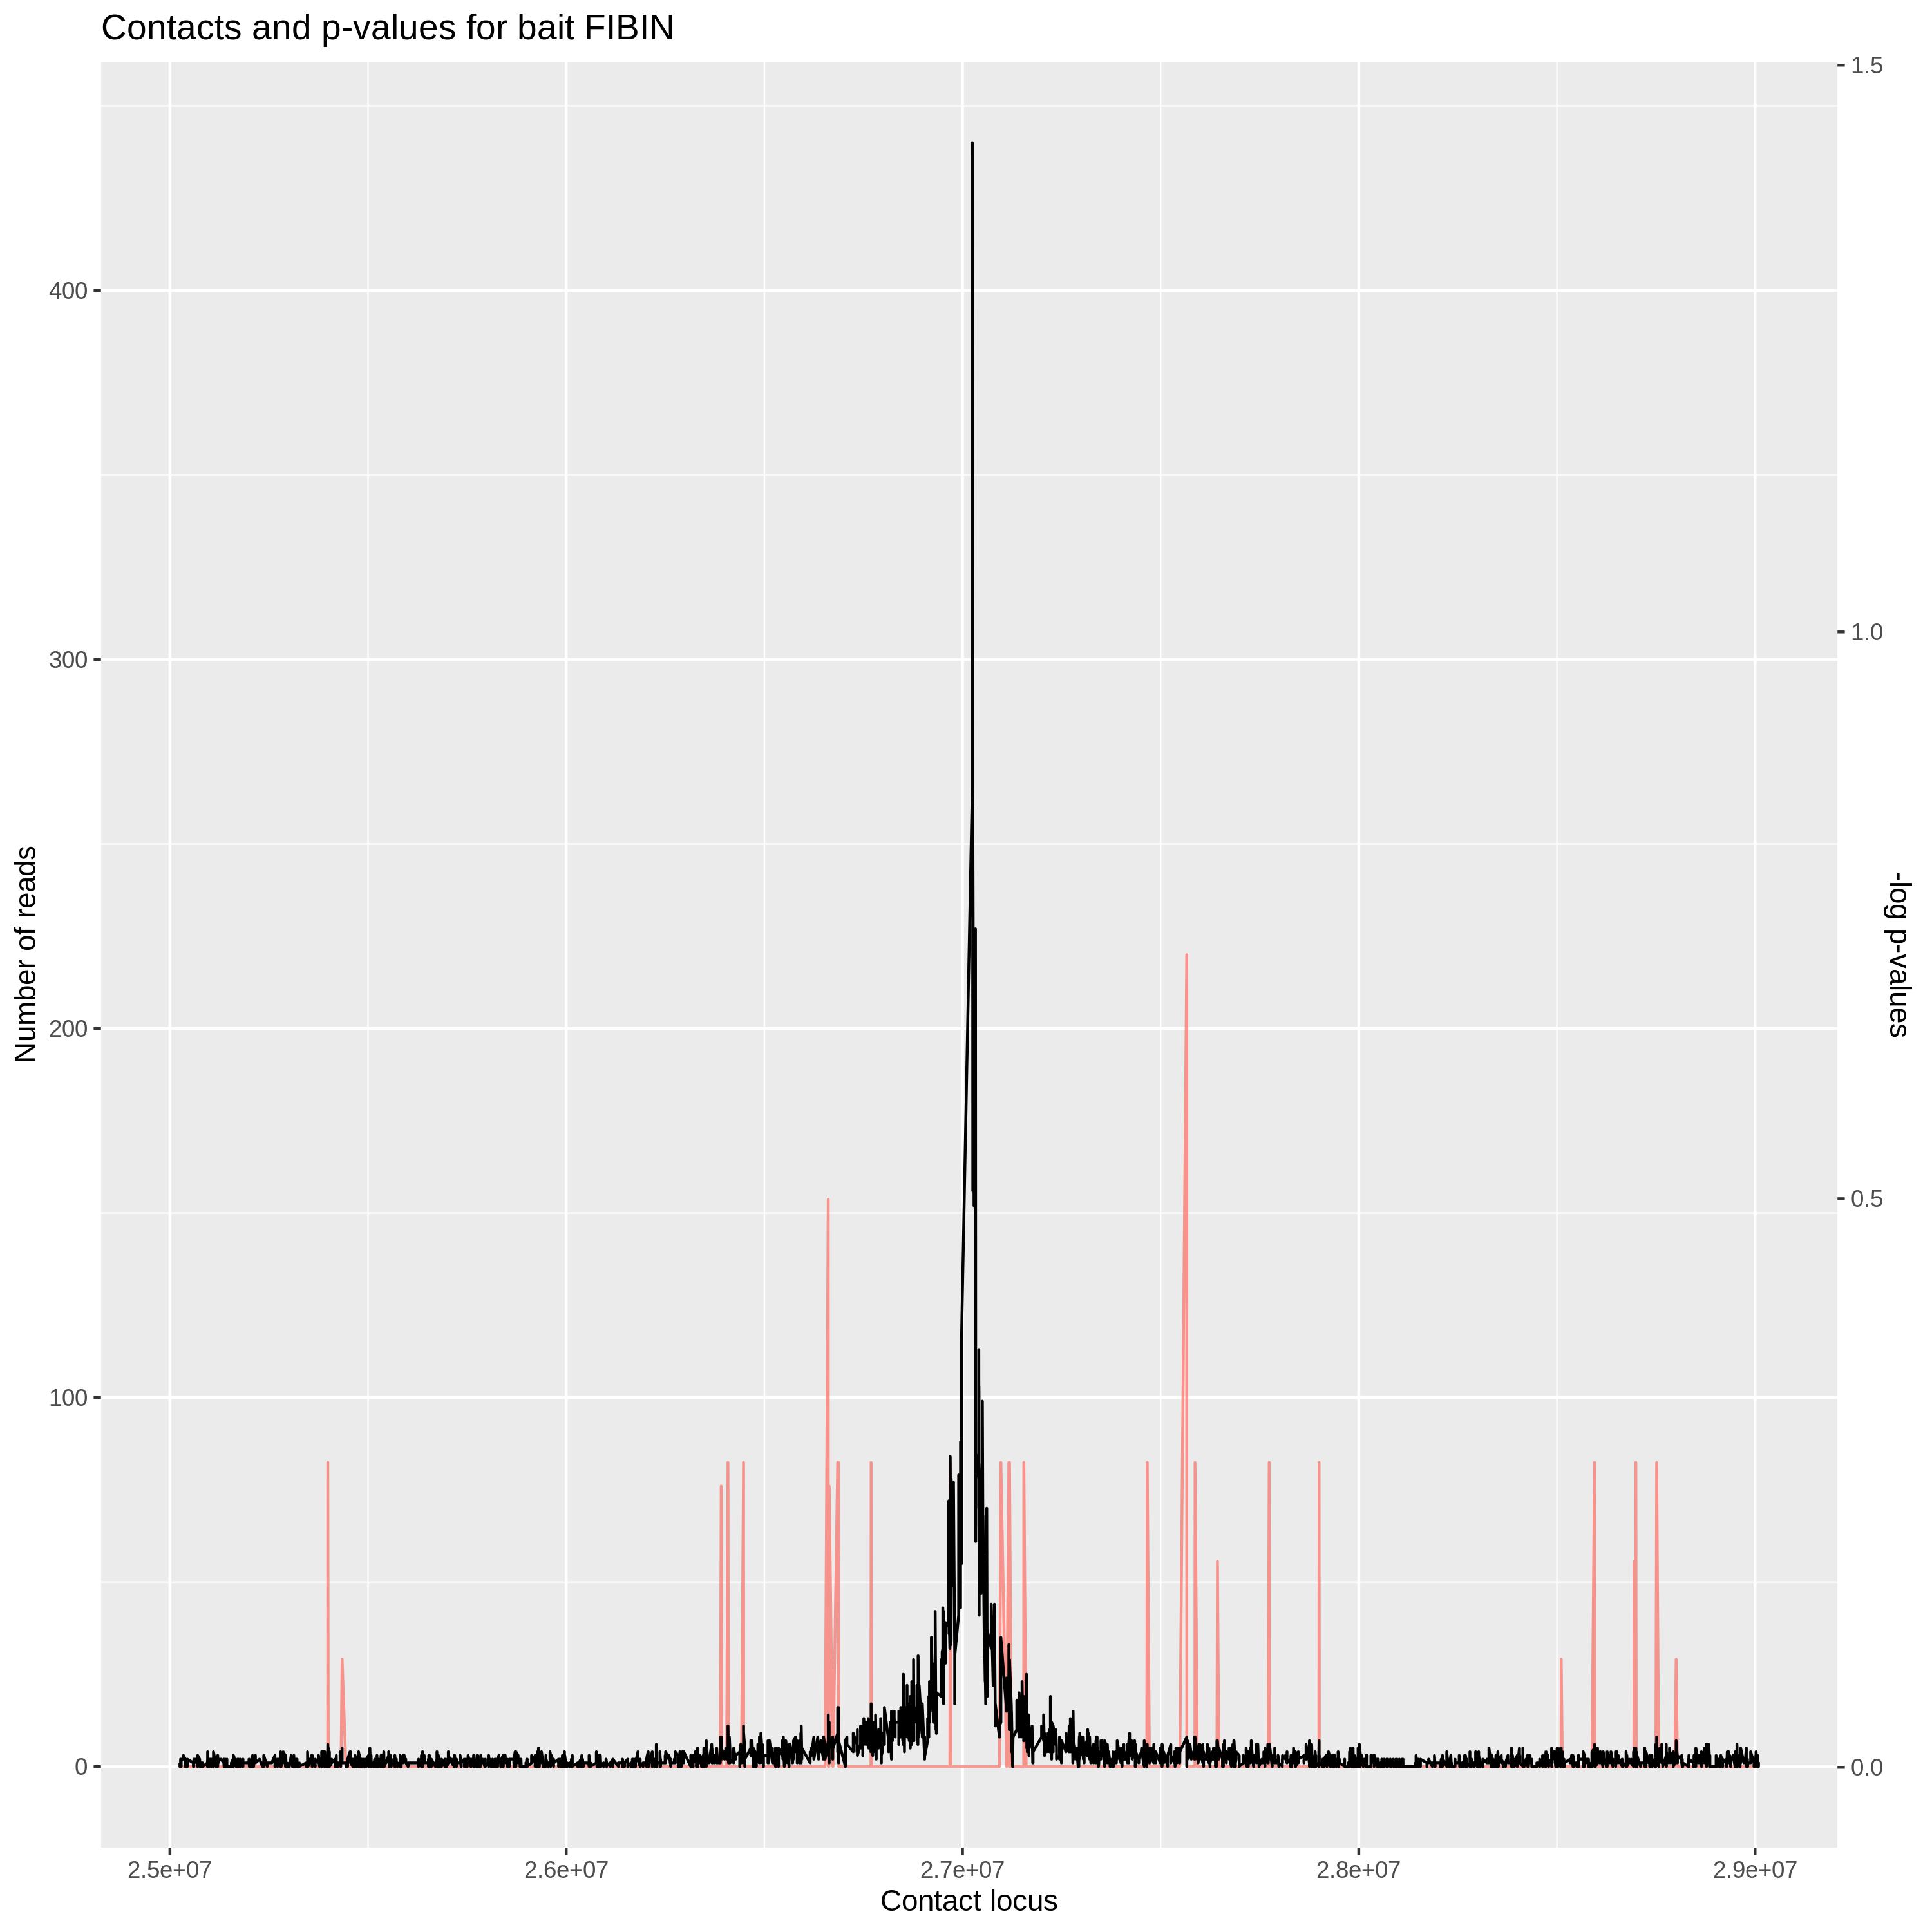 Contacts and p-values for bait FIBIN
1.5
400
300
1.0
Number of reads
-log p-values
200
0.5
100
0
0.0
2.5e+07
2.6e+07
2.7e+07
2.8e+07
2.9e+07
Contact locus